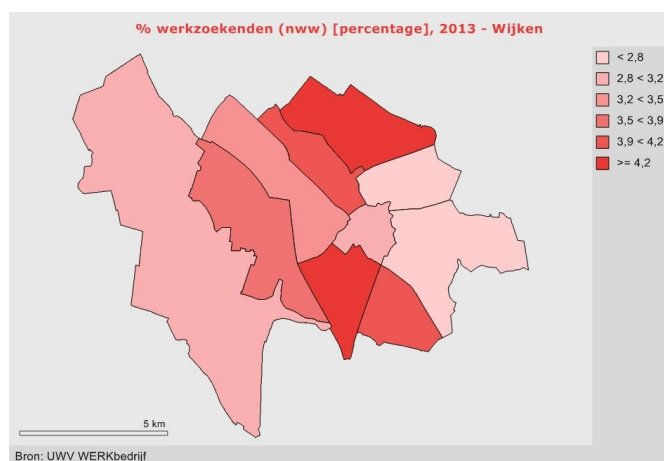 % werkzoekenden (nww) [percentage], 2013 - Wijken
< 2,8
2,8 < 3,2
3,2 < 3,5
3,5 < 3,9
3,9 < 4,2
>= 4,2
5 km
Bron: UWV WERKbedrijf